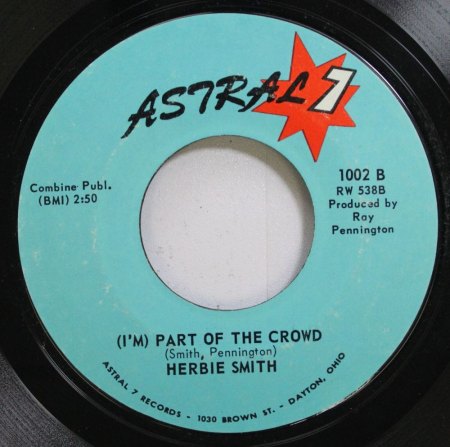 ASTRAL 7
1002 B
RW 538B
Produced by
Ray
Pennington
Combine Publ.
(BMI) 2:50
(I'M) PART OF THE CROWD
(Smith, Pennington)
HERBIE SMITH
ASTRAL 7 RECORDS - 1030 BROWN ST. - DAYTON, OHIO